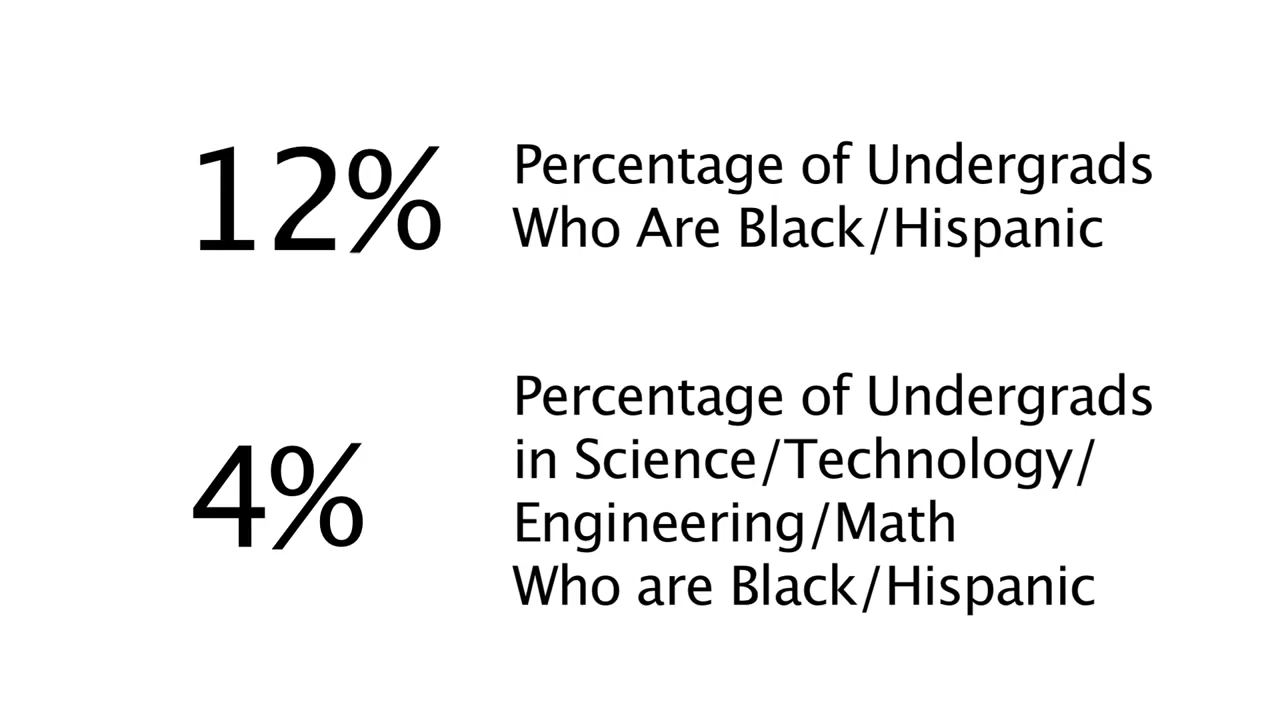 12%
Percentage of Undergrads
Who Are Black/Hispanic
4%
Percentage of Undergrads
in Science/Technology/
Engineering/Math
Who are Black/Hispanic